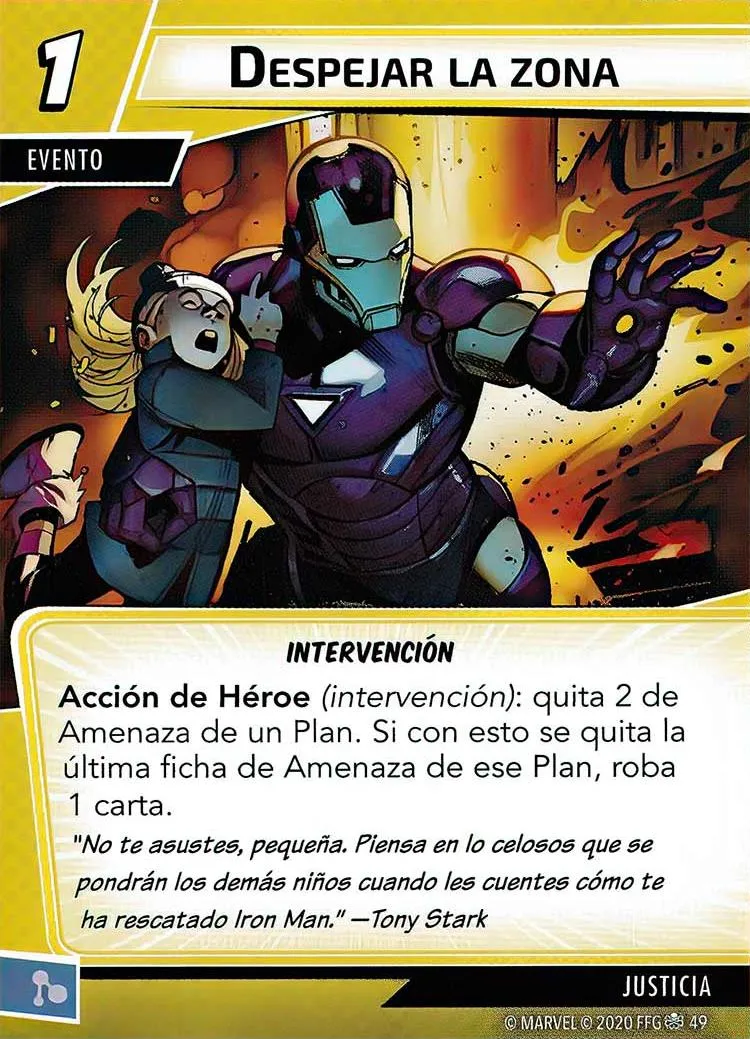 1
DESPEJAR LA ZONA
EVENTO
INTERVENCIÓN
Acción de Héroe (intervención): quita 2 de
Amenaza de un Plan. Si con esto se quita la
última ficha de Amenaza de ese Plan, roba
1 carta.
"No te asustes, pequeña. Piensa en lo celosos que se
pondrán los demás niños cuando les cuentes cómo te
ha rescatado Iron Man." —Tony Stark
JUSTICIA
© MARVEL © 2020 FFG 49